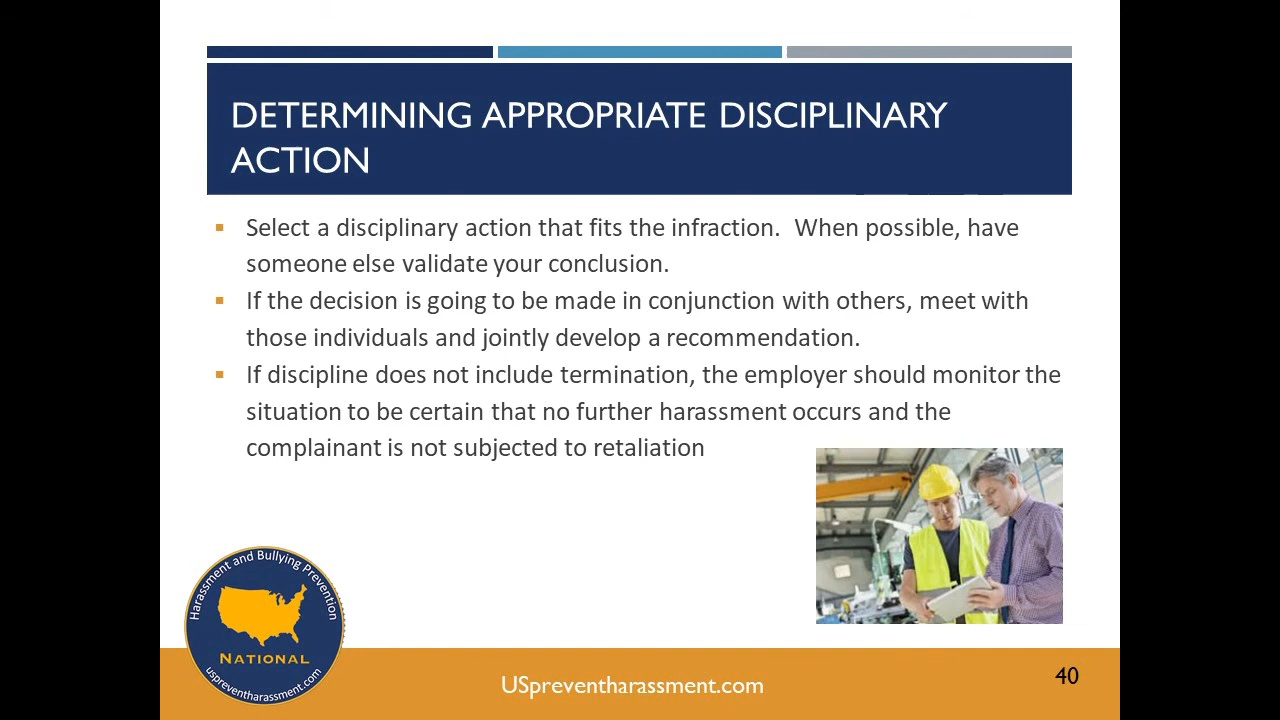 DETERMINING APPROPRIATE DISCIPLINARY
ACTION
Select a disciplinary action that fits the infraction.  When possible, have
someone else validate your conclusion.
If the decision is going to be made in conjunction with others, meet with
those individuals and jointly develop a recommendation.
If discipline does not include termination, the employer should monitor the
situation to be certain that no further harassment occurs and the
complainant is not subjected to retaliation
Harassment and Bullying Prevention
NATIONAL
uspreventharassment.com
USpreventharassment.com
40